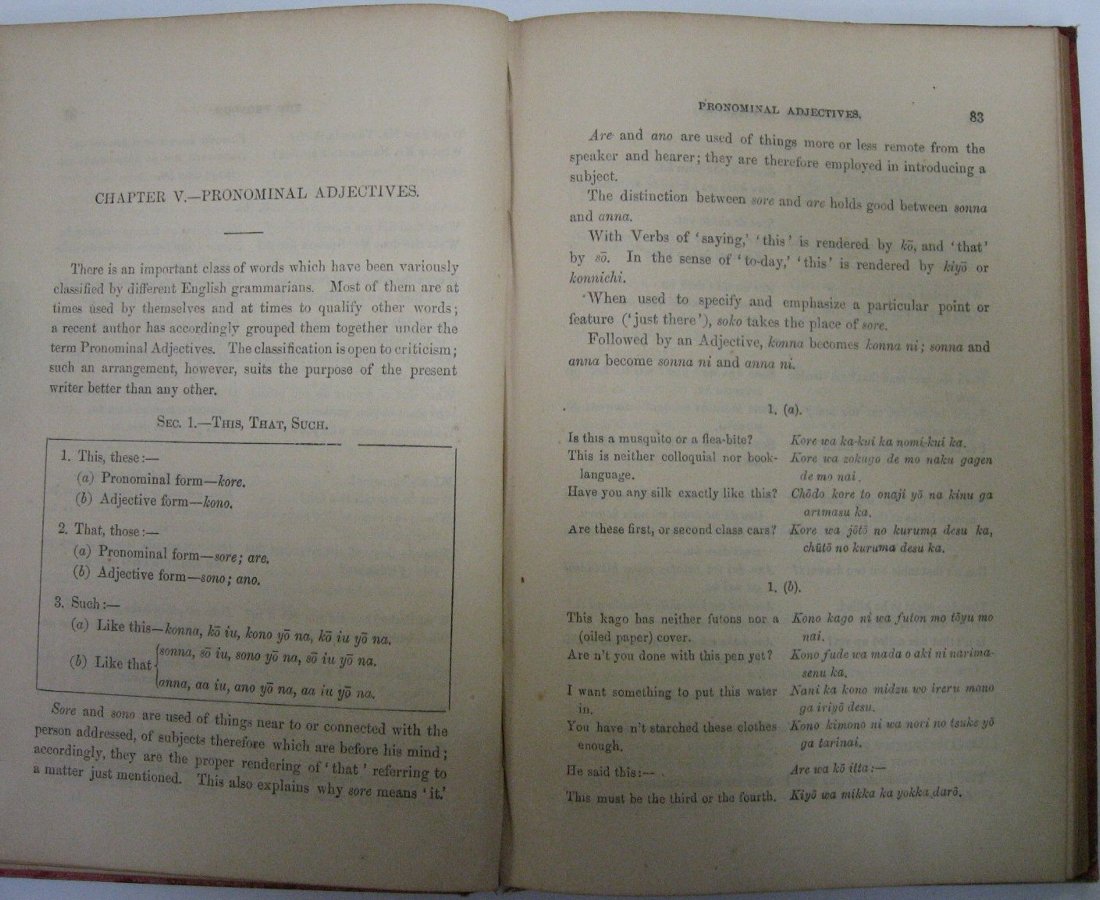 CHAPTER V.—PRONOMINAL ADJECTIVES.
There is an important class of words which have been variously
classified by different English grammarians. Most of them are at
times used by themselves and at times to qualify other words;
a recent author has accordingly grouped them together under the
term Pronominal Adjectives. The classification is open to criticism;
such an arrangement, however, suits the purpose of the present
writer better than any other.
SEC. 1.—THIS, THAT, SUCH.
1. This, these:—
(a) Pronominal form—kore.
(b) Adjective form—kono.
2. That, those:—
(a) Pronominal form—sore; are.
(b) Adjective form—sono; ano.
3. Such:—
(a) Like this—konna, kō iu, kono yō na, kō iu yō na.
(b) Like that
sonna, sō iu, sono yō na, sō iu yō na.
anna, aa iu, ano yō na, aa iu yō na.
Sore and sono are used of things near to or connected with the
person addressed, of subjects therefore which are before his mind;
accordingly, they are the proper rendering of 'that' referring to
a matter just mentioned. This also explains why sore means 'it.'
PRONOMINAL ADJECTIVES. 83
Are and ano are used of things more or less remote from the
speaker and hearer; they are therefore employed in introducing a
subject.
The distinction between sore and are holds good between sonna
and anna.
With Verbs of 'saying,' 'this' is rendered by kō, and 'that'
by sō. In the sense of 'to-day,' 'this' is rendered by kiyō or
konnichi.
When used to specify and emphasize a particular point or
feature ('just there'), soko takes the place of sore.
Followed by an Adjective, konna becomes konna ni; sonna and
anna become sonna ni and anna ni.
1. (a).
Is this a musquito or a flea-bite? Kore wa ka-kui ka nomi-kui ka.
This is neither colloquial nor book- Kore wa zokugo de mo naku gagen
language. de mo nai.
Have you any silk exactly like this? Chōdo kore to onaji yō na kinu ga
arimasu ka.
Are these first, or second class cars? Kore wa jōtō no kuruma desu ka,
chūtō no kuruma desu ka.
1. (b).
This kago has neither futons nor a Kono kago ni wa futon mo tōyu mo
(oiled paper) cover. nai.
Are n't you done with this pen yet? Kono fude wa mada o aki ni narima-
senu ka.
I want something to put this water Nani ka kono midzu wo ireru mono
in. ga iriyō desu.
You have n't starched these clothes Kono kimono ni wa nori no tsuke yō
enough. ga tarinai.
He said this:— Are wa kō itta:—
This must be the third or the fourth. Kiyō wa mikka ka yokka darō.